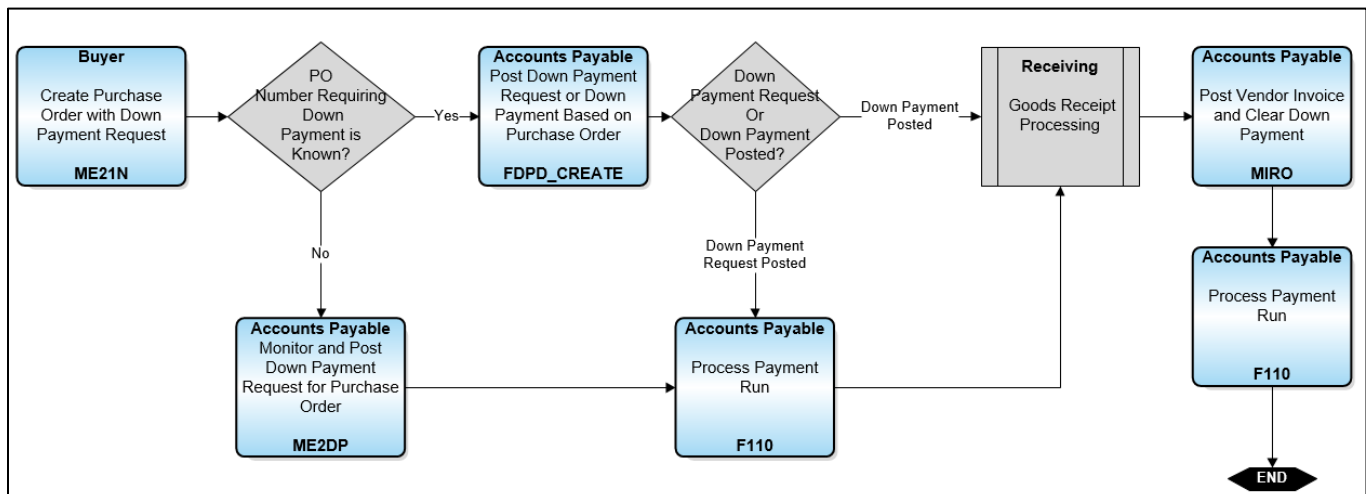 Buyer
Create Purchase
Order with Down
Payment Request
ME21N
PO
Number Requiring
Down
Payment is
Known?
Yes
Accounts Payable
Post Down Payment
Request or Down
Payment Based on
Purchase Order
FDPD_CREATE
Down
Payment Request
Or
Down Payment
Posted?
Down Payment
Posted
Receiving
Goods Receipt
Processing
Accounts Payable
Post Vendor Invoice
and Clear Down
Payment
MIRO
No
Down Payment
Request Posted
Accounts Payable
Monitor and Post
Down Payment
Request for Purchase
Order
ME2DP
Accounts Payable
Process Payment
Run
F110
Accounts Payable
Process Payment
Run
F110
END